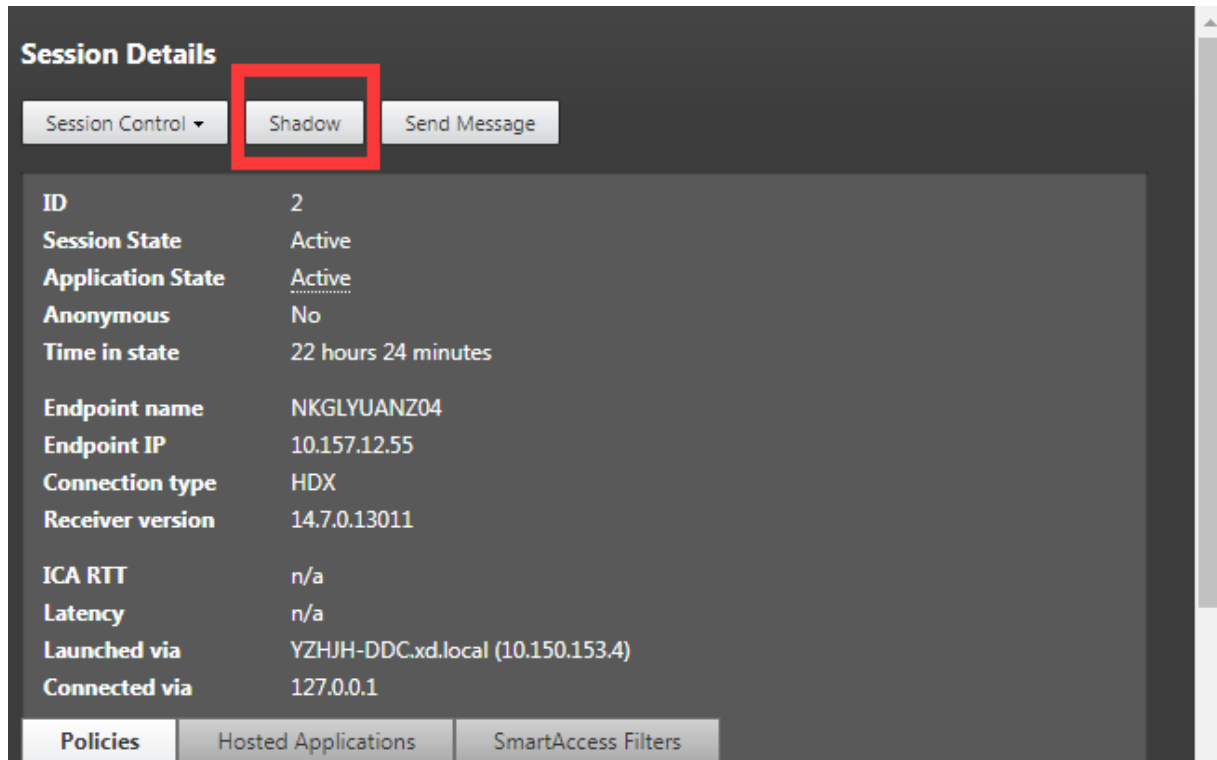 Session Details
Session Control Shadow Send Message
ID 2
Session State Active
Application State Active
Anonymous No
Time in state 22 hours 24 minutes
Endpoint name NKGLYUANZ04
Endpoint IP 10.157.12.55
Connection type HDX
Receiver version 14.7.0.13011
ICA RTT n/a
Latency n/a
Launched via YZHJH-DDC.xd.local (10.150.153.4)
Connected via 127.0.0.1
Policies Hosted Applications SmartAccess Filters